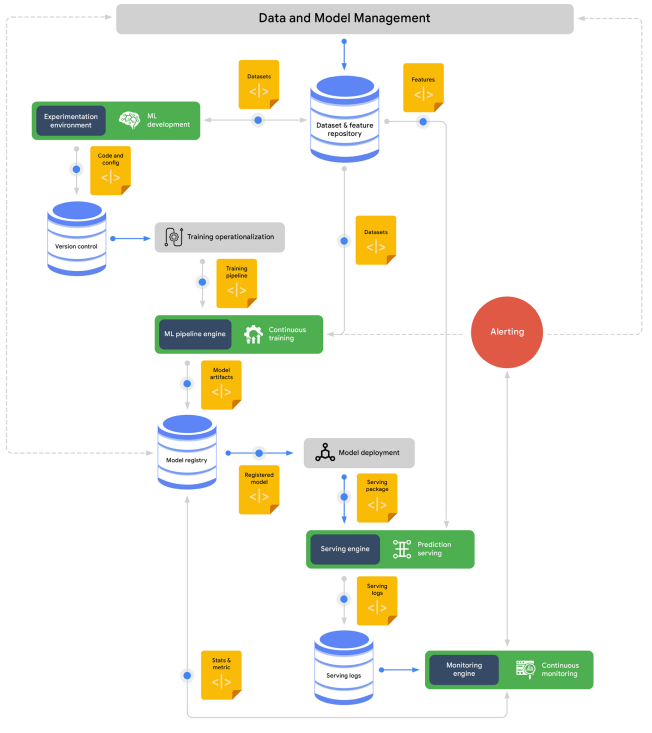 Data and Model Management
Datasets
Features
Dataset & feature
repository
Experimentation
environment
ML
development
Code and
config
Version control
Training operationalization
Datasets
Training
pipeline
ML pipeline engine
Continuous
training
Alerting
Model
artifacts
Model registry
Model deployment
Registered
model
Serving
package
Serving engine
Prediction
serving
Serving
logs
Serving logs
Stats &
metric
Monitoring
engine
Continuous
monitoring